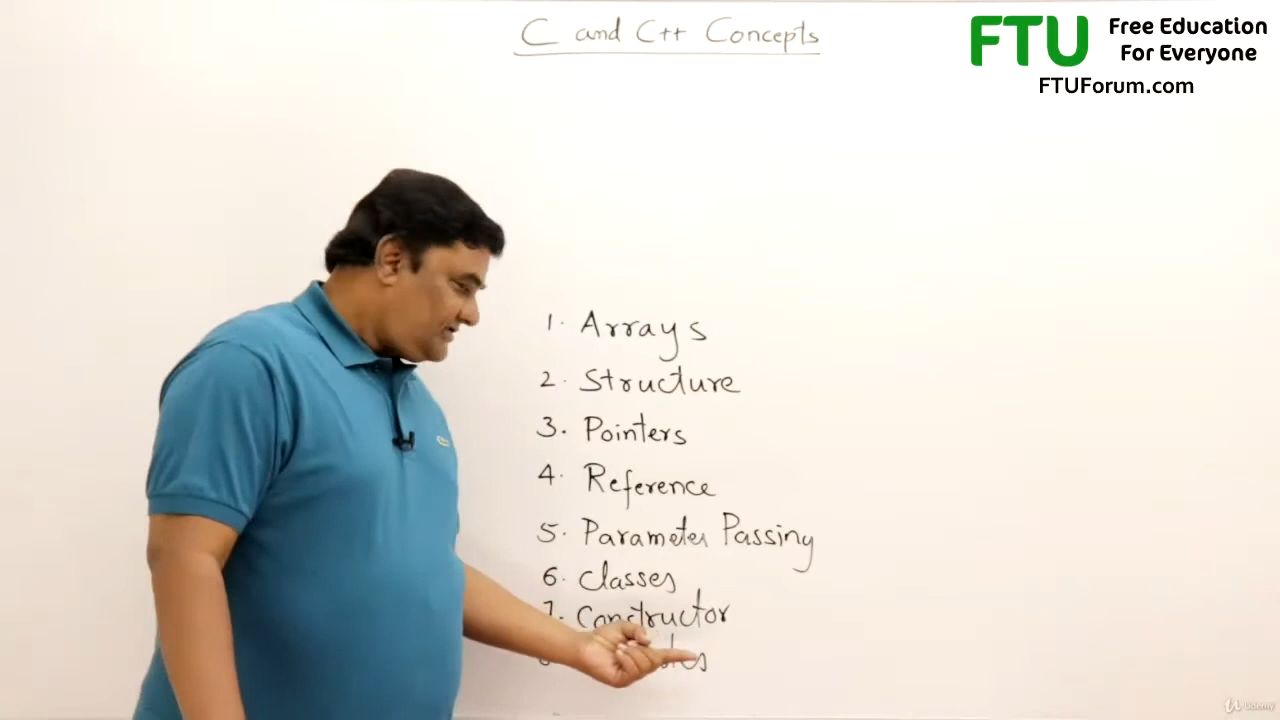 C and C++ Concepts
FTU
Free Education
For Everyone
FTUForum.com
1. Arrays
2. Structure
3. Pointers
4. Reference
5. Parameter Passing
6. Classes
7. Constructor
Udemy